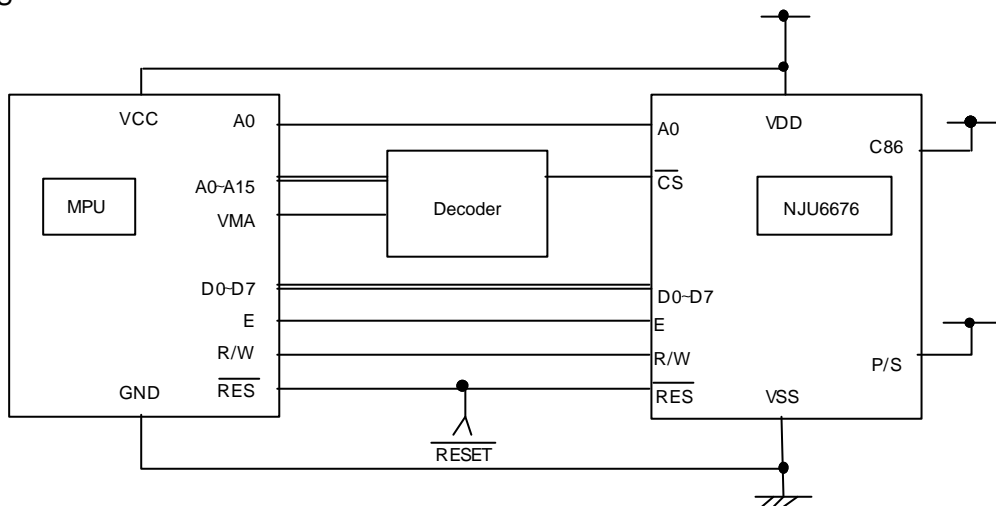 VCC
A0
A0~A15
MPU
VMA
D0~D7
E
R/W
RES
GND
Decoder
RESET
A0
VDD
C86
CS
NJU6676
D0~D7
E
R/W
P/S
RES
VSS